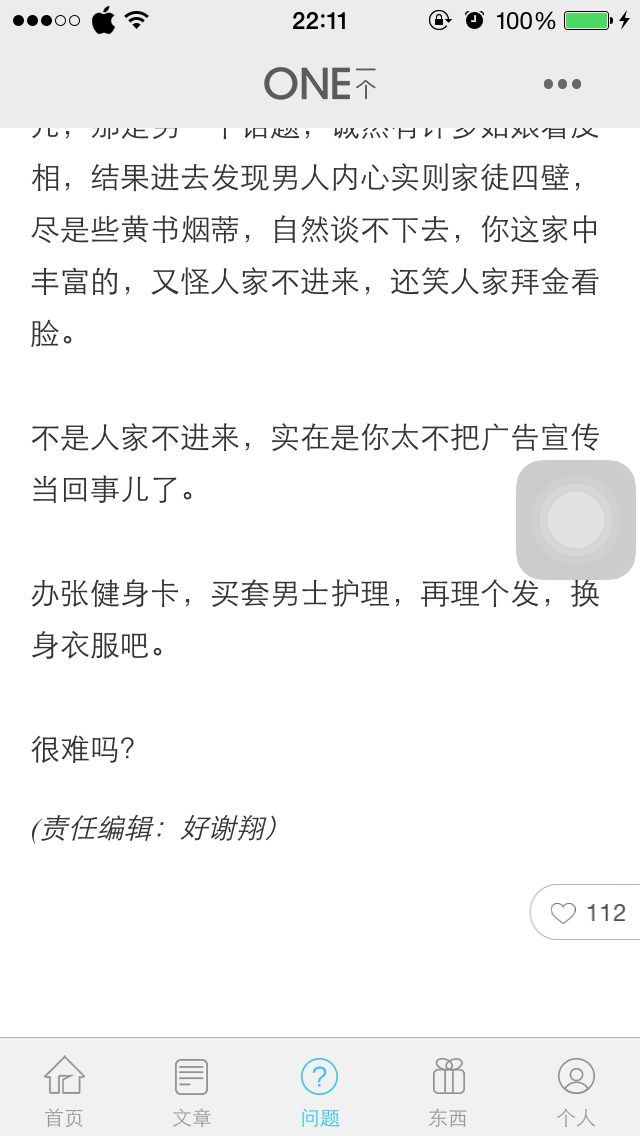 22:11
100%
ONE一个
相，结果进去发现男人内心实则家徒四壁，
尽是些黄书烟蒂，自然谈不下去，你这家中
丰富的，又怪人家不进来，还笑人家拜金看
脸。
不是人家不进来，实在是你太不把广告宣传
当回事儿了。
办张健身卡，买套男士护理，再理个发，换
身衣服吧。
很难吗？
(责任编辑：好谢翔）
112
首页
文章
问题
东西
个人